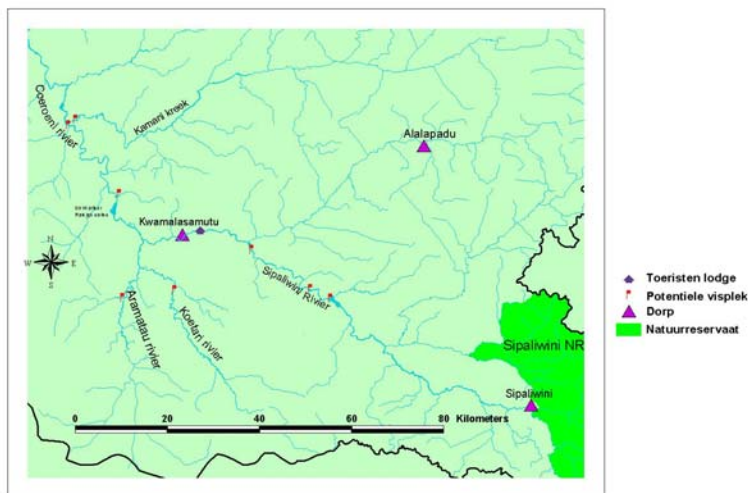 Coeroeni rivier
Kamani kreek
Alalapadu
Kwamalasamutu
N
W
E
S
Sipaliwini Rivier
Aramatau rivier
Koetari rivier
Sipaliwini NR
Sipaliwini
0
20
40
60
80
Kilometers
Toeristen lodge
Potentiele visplek
Dorp
Natuurreservaat